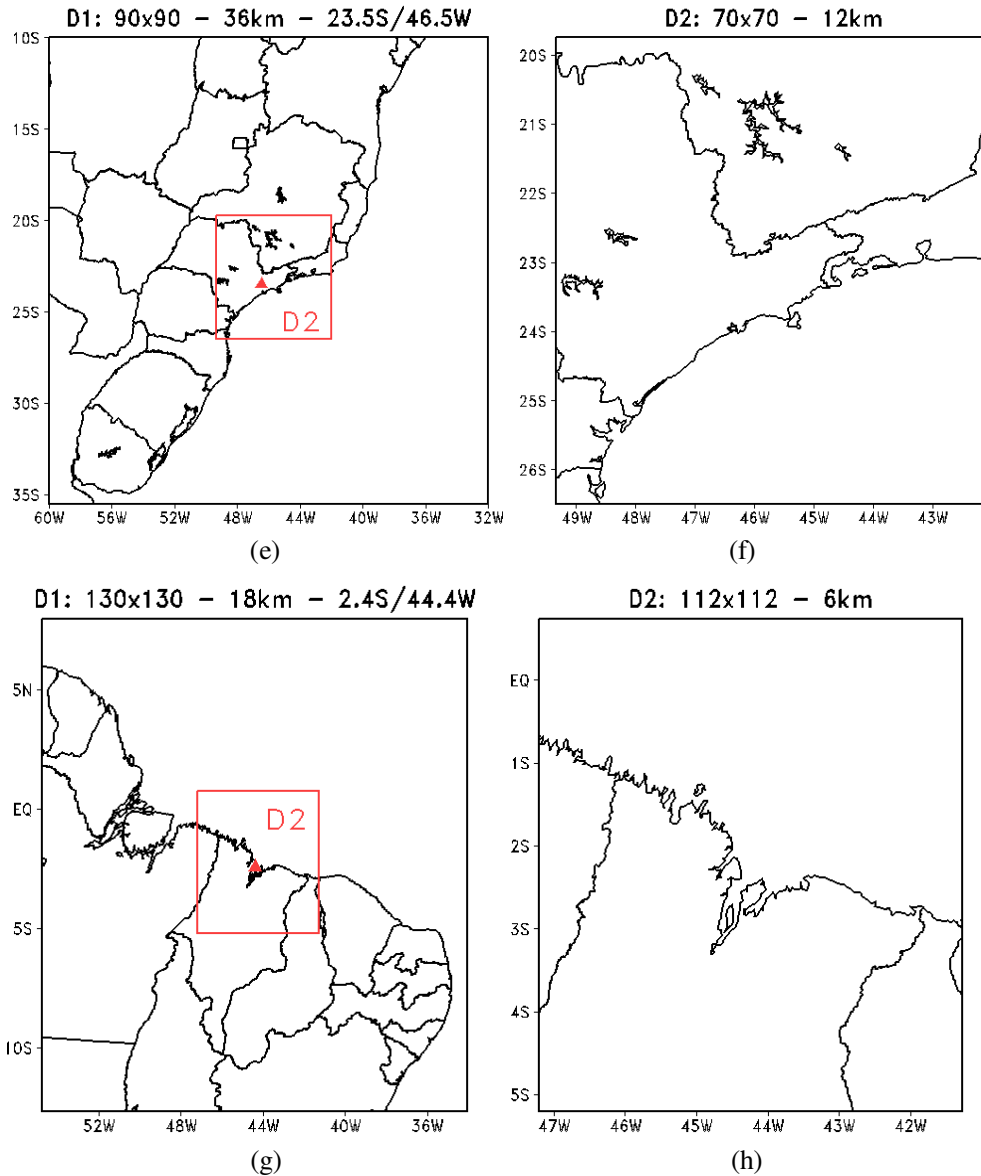 D1: 90x90 – 36km – 23.5S/46.5W
10S
15S
20S
25S
30S
35S
D2
60W 56W 52W 48W 44W 40W 36W 32W
(e)
D2: 70x70 – 12km
20S
21S
22S
23S
24S
25S
26S
49W 48W 47W 46W 45W 44W 43W
(f)
D1: 130x130 – 18km – 2.4S/44.4W
5N
EQ
D2
5S
10S
52W 48W 44W 40W 36W
(g)
D2: 112x112 – 6km
EQ
1S
2S
3S
4S
5S
47W 46W 45W 44W 43W 42W
(h)